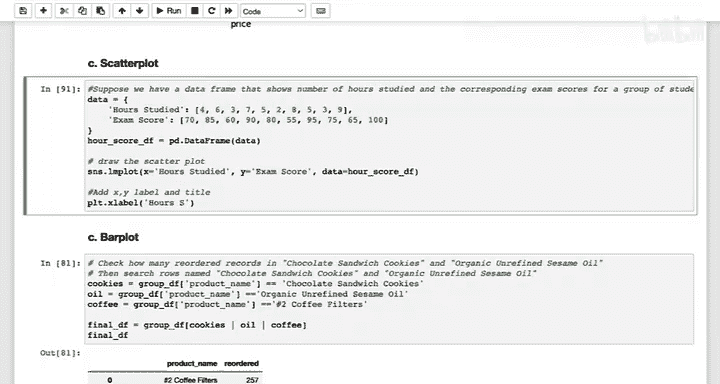 Run
Code
price
c. Scatterplot
In [91]:
#Suppose we have a data frame that shows number of hours studied and the corresponding exam scores for a group of stude
data = {
'Hours Studied': [4, 6, 3, 7, 5, 2, 8, 5, 3, 9],
'Exam Score': [70, 85, 60, 90, 80, 55, 95, 75, 65, 100]
}
hour_score_df = pd.DataFrame(data)
# draw the scatter plot
sns.lmplot(x='Hours Studied', y='Exam Score', data=hour_score_df)
#Add x,y label and title
plt.xlabel('Hours S')
c. Barplot
In [81]:
# Check how many reordered records in "Chocolate Sandwich Cookies" and "Organic Unrefined Sesame Oil"
# Then search rows named "Chocolate Sandwich Cookies" and "Organic Unrefined Sesame Oil"
cookies = group_df['product_name'] == 'Chocolate Sandwich Cookies'
oil = group_df['product_name'] =='Organic Unrefined Sesame Oil'
coffee = group_df['product_name'] =='#2 Coffee Filters'
final_df = group_df[cookies | oil | coffee]
final_df
Out[81]:
product_name reordered
0 #2 Coffee Filters 257